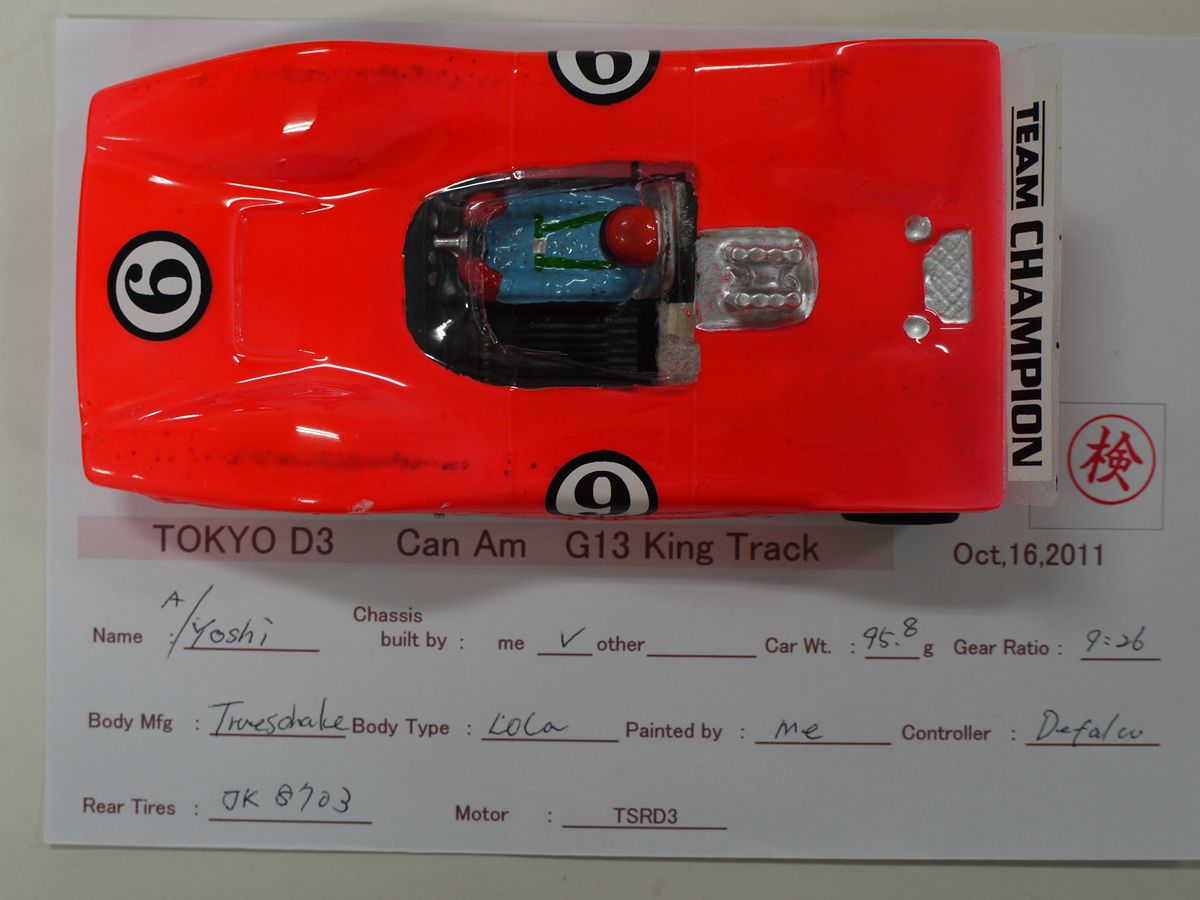 6
6
6
TEAM CHAMPION
検
TOKYO D3 Can Am G13 King Track Oct,16,2011
Name : A/Yoshi Chassis built by : me ✓ other Car Wt. : 95.8 g Gear Ratio : 9:26
Body Mfg : Trueschake Body Type : Lola Painted by : me Controller : Defalco
Rear Tires : JK 8703 Motor : TSRD3